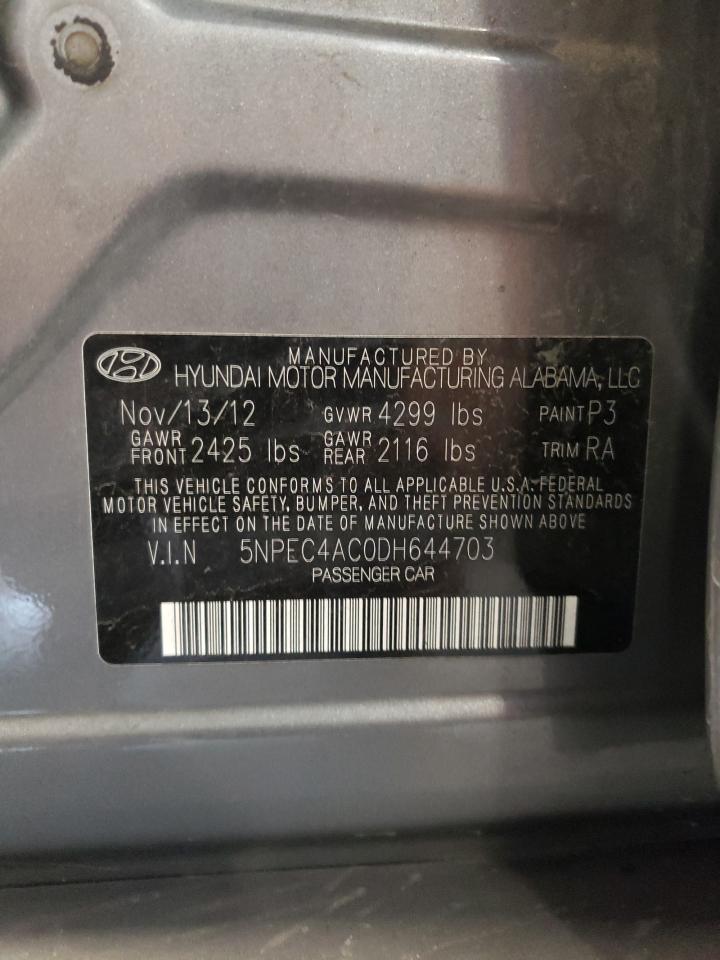 MANUFACTURED BY
HYUNDAI MOTOR MANUFACTURING ALABAMA, LLC
Nov/13/12 GVWR 4299 lbs PAINT P3
GAWR FRONT 2425 lbs GAWR REAR 2116 lbs TRIM RA
THIS VEHICLE CONFORMS TO ALL APPLICABLE U.S.A. FEDERAL
MOTOR VEHICLE SAFETY, BUMPER, AND THEFT PREVENTION STANDARDS
IN EFFECT ON THE DATE OF MANUFACTURE SHOWN ABOVE
V.I.N 5NPEC4AC0DH644703
PASSENGER CAR